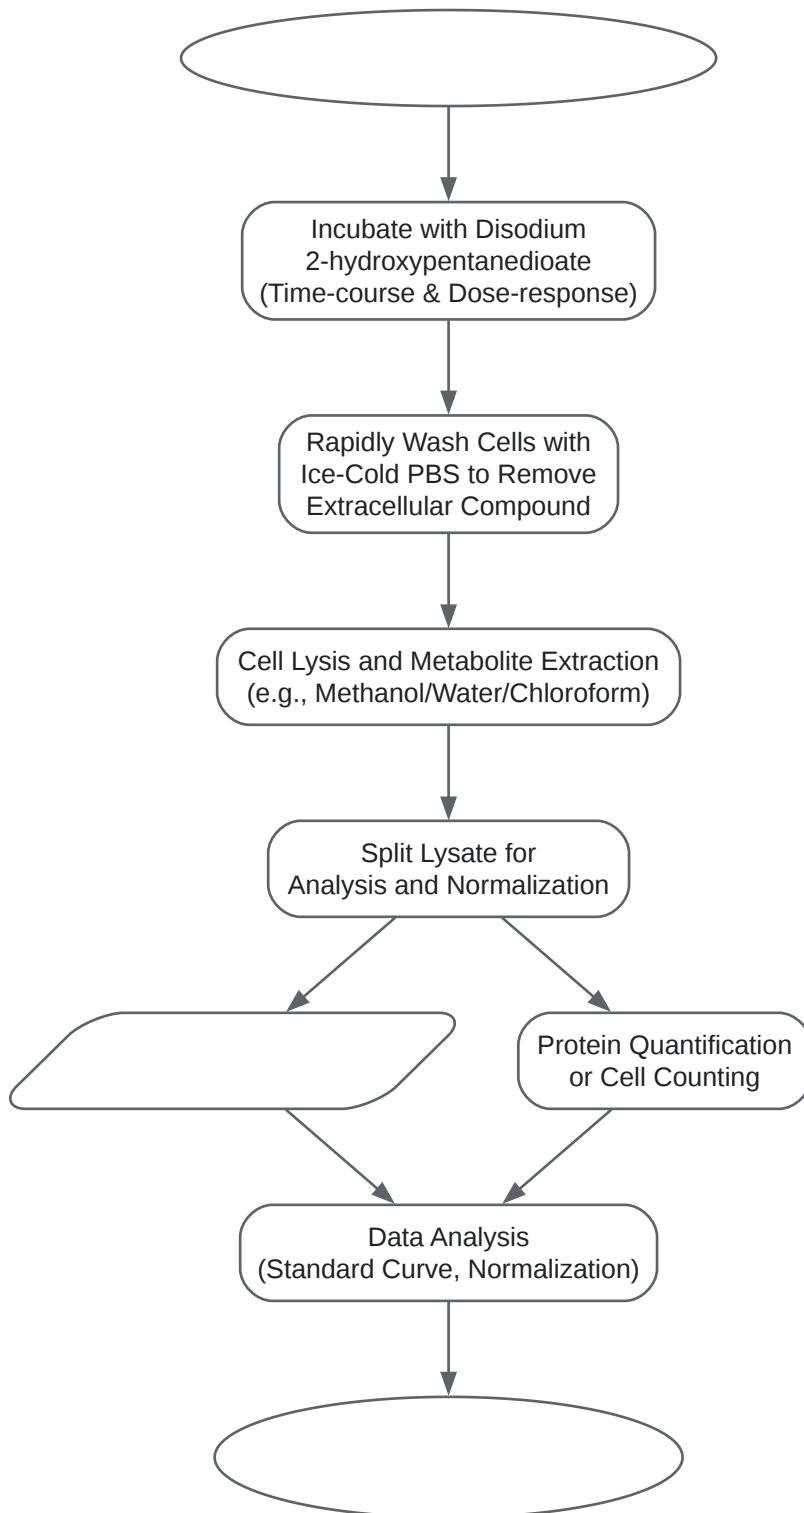 Incubate with Disodium
2-hydroxypentanedioate
(Time-course & Dose-response)
Rapidly Wash Cells with
Ice-Cold PBS to Remove
Extracellular Compound
Cell Lysis and Metabolite Extraction
(e.g., Methanol/Water/Chloroform)
Split Lysate for
Analysis and Normalization
Protein Quantification
or Cell Counting
Data Analysis
(Standard Curve, Normalization)